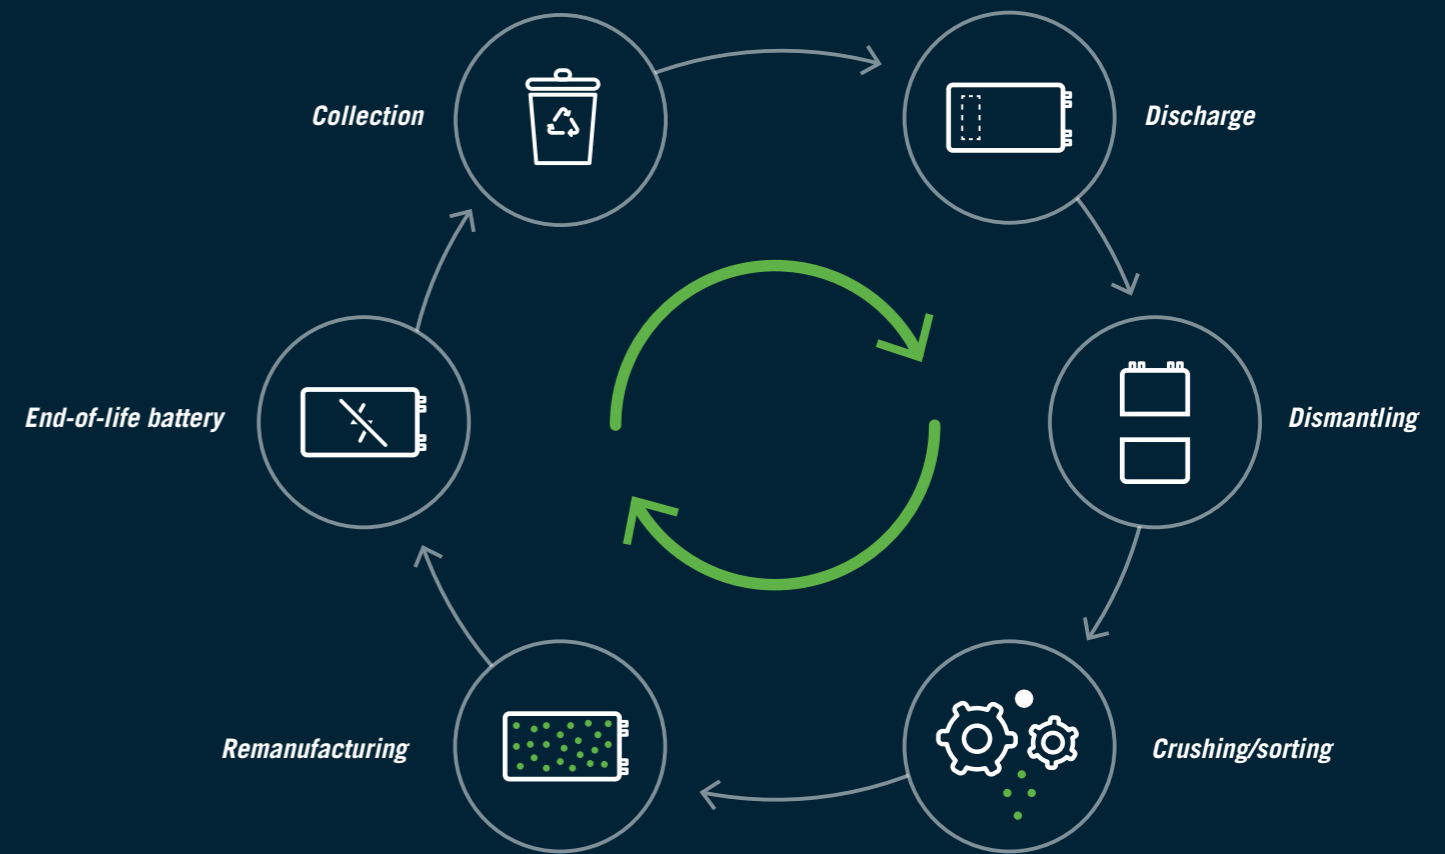 Collection
Discharge
End-of-life battery
Dismantling
Remanufacturing
Crushing/sorting